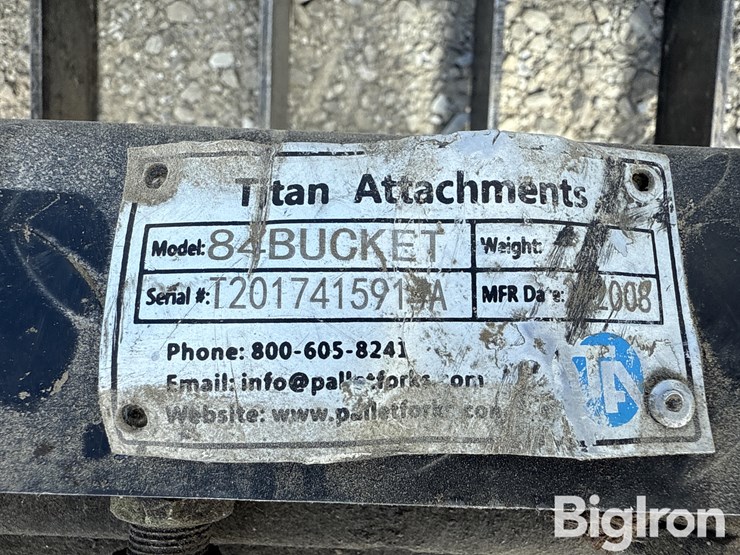 Titan Attachments
Model: 84BUCKET Weight:
Serial #: MFR Date:
Phone: 800-605-8241
Email: info@palletforks.com
Website: www.palletforks.com
TA
BigIron